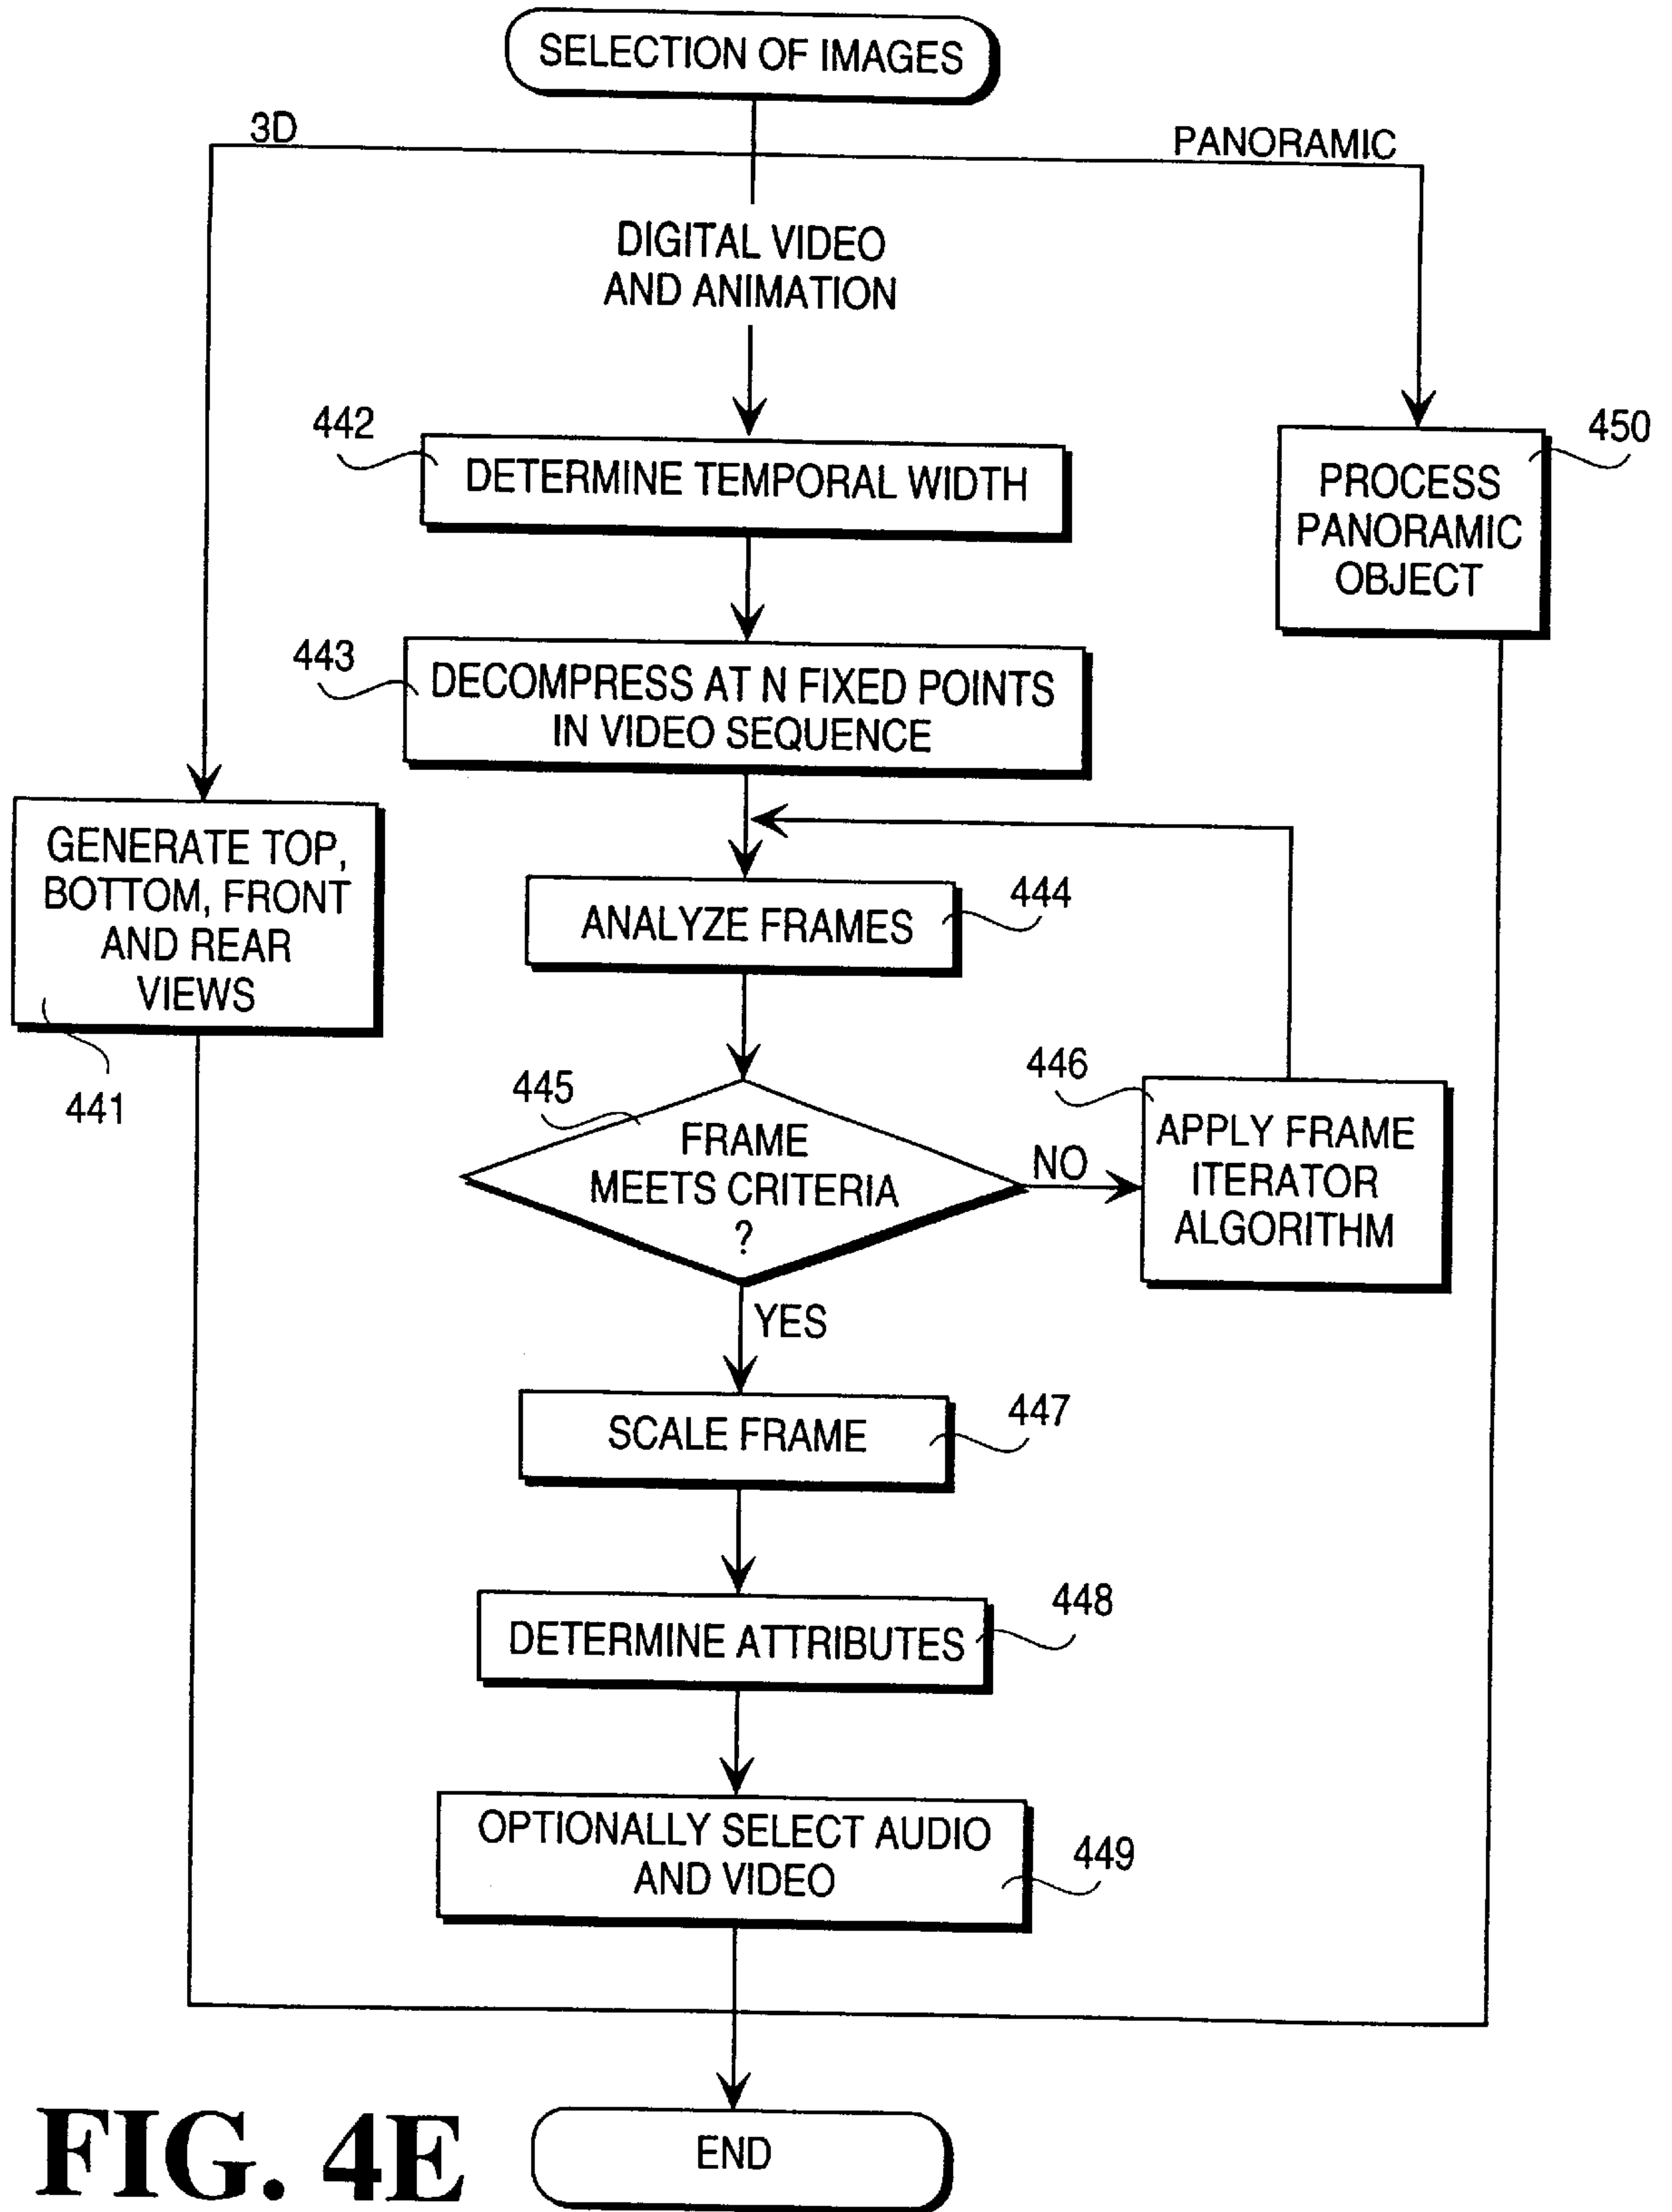 SELECTION OF IMAGES
3D
PANORAMIC
DIGITAL VIDEO
AND ANIMATION
442
DETERMINE TEMPORAL WIDTH
450
PROCESS
PANORAMIC
OBJECT
443
DECOMPRESS AT N FIXED POINTS
IN VIDEO SEQUENCE
GENERATE TOP,
BOTTOM, FRONT
AND REAR
VIEWS
441
ANALYZE FRAMES
444
445
FRAME
MEETS CRITERIA
?
NO
446
APPLY FRAME
ITERATOR
ALGORITHM
YES
SCALE FRAME
447
DETERMINE ATTRIBUTES
448
OPTIONALLY SELECT AUDIO
AND VIDEO
449
END
FIG. 4E